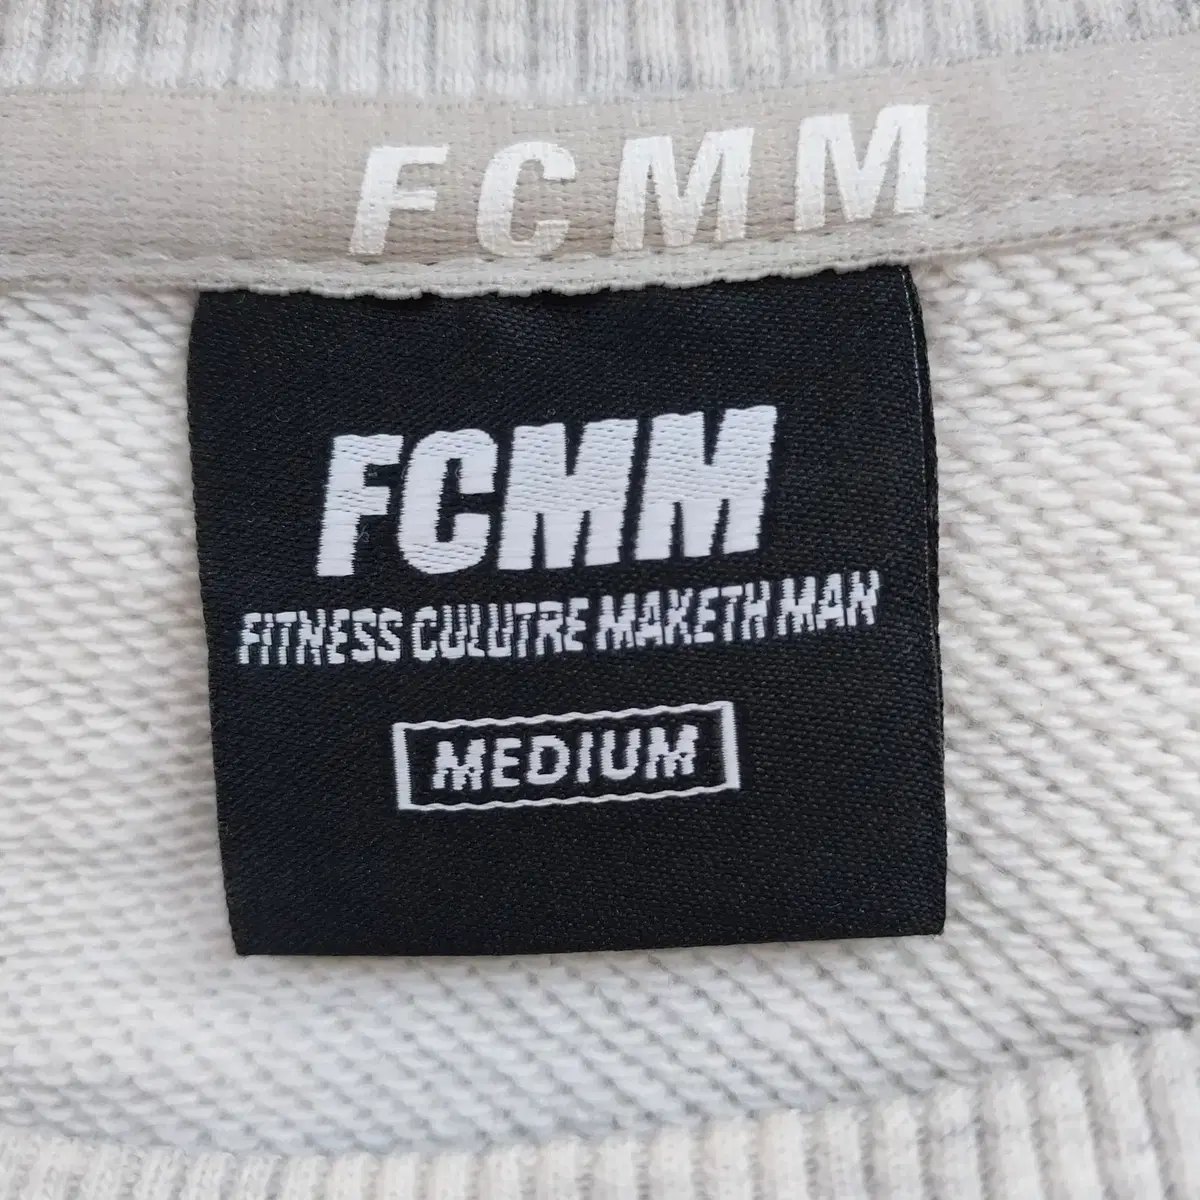 FCMM
FCMM
FITNESS CULUTRE MAKETH MAN
MEDIUM